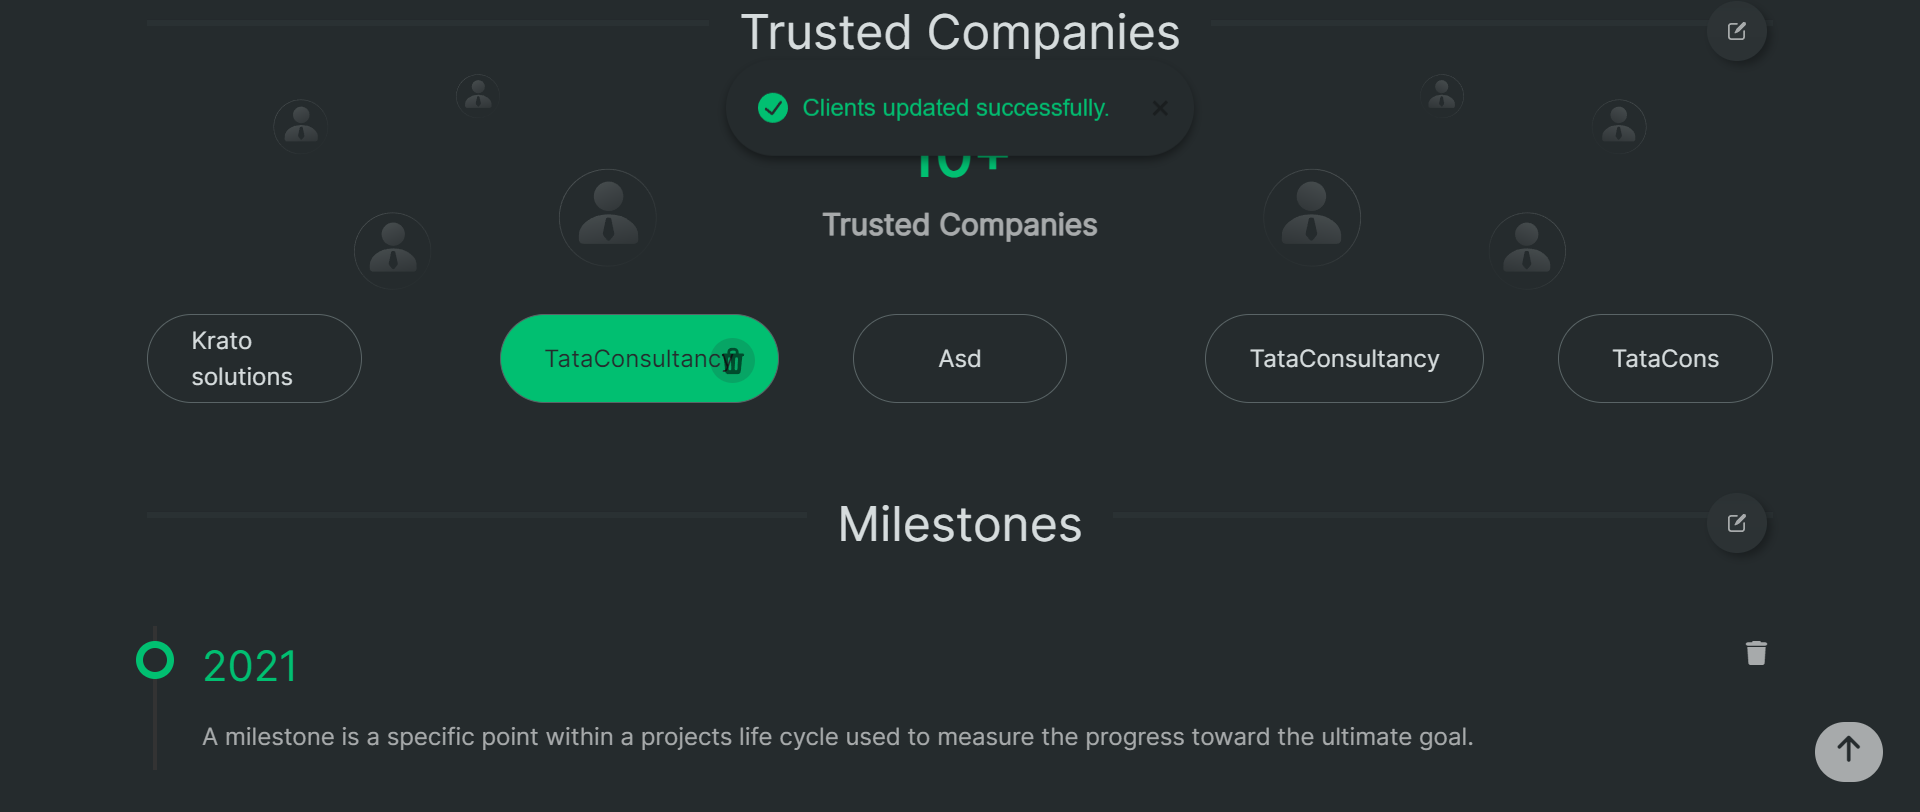 Trusted Companies
Clients updated successfully.
10+
Trusted Companies
Krato
solutions
TataConsultancy
Asd
TataConsultancy
TataCons
Milestones
2021
A milestone is a specific point within a projects life cycle used to measure the progress toward the ultimate goal.